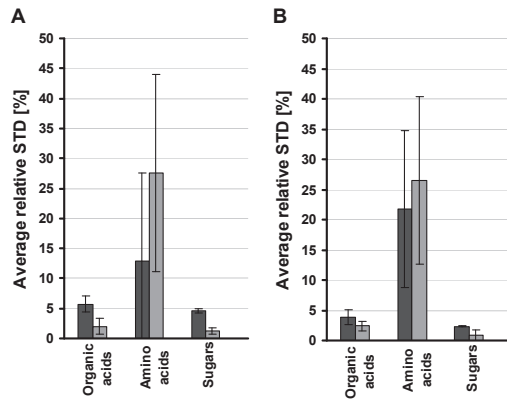 A
Average relative STD [%]
50
45
40
35
30
25
20
15
10
5
0
Organic
acids
Amino
acids
Sugars
B
Average relative STD [%]
50
45
40
35
30
25
20
15
10
5
0
Organic
acids
Amino
acids
Sugars